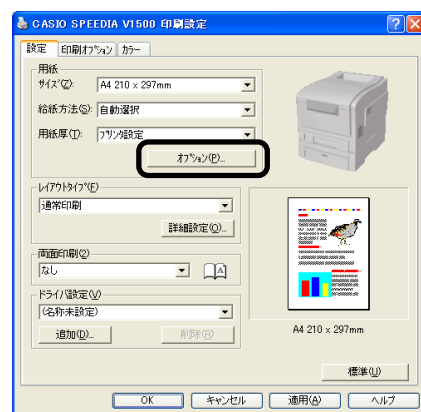 CASIO SPEEDIA V1500 印刷設定
設定 印刷ｵﾌﾟｼｮﾝ ｶﾗｰ
用紙
ｻｲｽﾞ(Z): A4 210 x 297mm
給紙方法(S): 自動選択
用紙厚(T): ﾌﾟﾘﾝﾀ設定
ｵﾌﾟｼｮﾝ(P)...
ﾚｲｱｳﾄﾀｲﾌﾟ(E)
通常印刷
詳細設定(O)...
両面印刷(2)
なし
ﾄﾞﾗｲﾊﾞ設定(V)
(名称未設定)
追加(D)...
削除(R)
A4 210 x 297mm
標準(U)
OK
キャンセル
適用(A)
ヘルプ